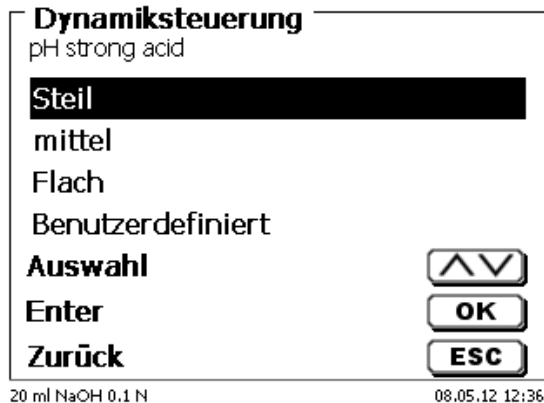 Dynamiksteuerung
pH strong acid
Steil
mittel
Flach
Benutzerdefiniert
Auswahl
Enter OK
Zurück ESC
20 ml NaOH 0.1 N 08.05.12 12:36